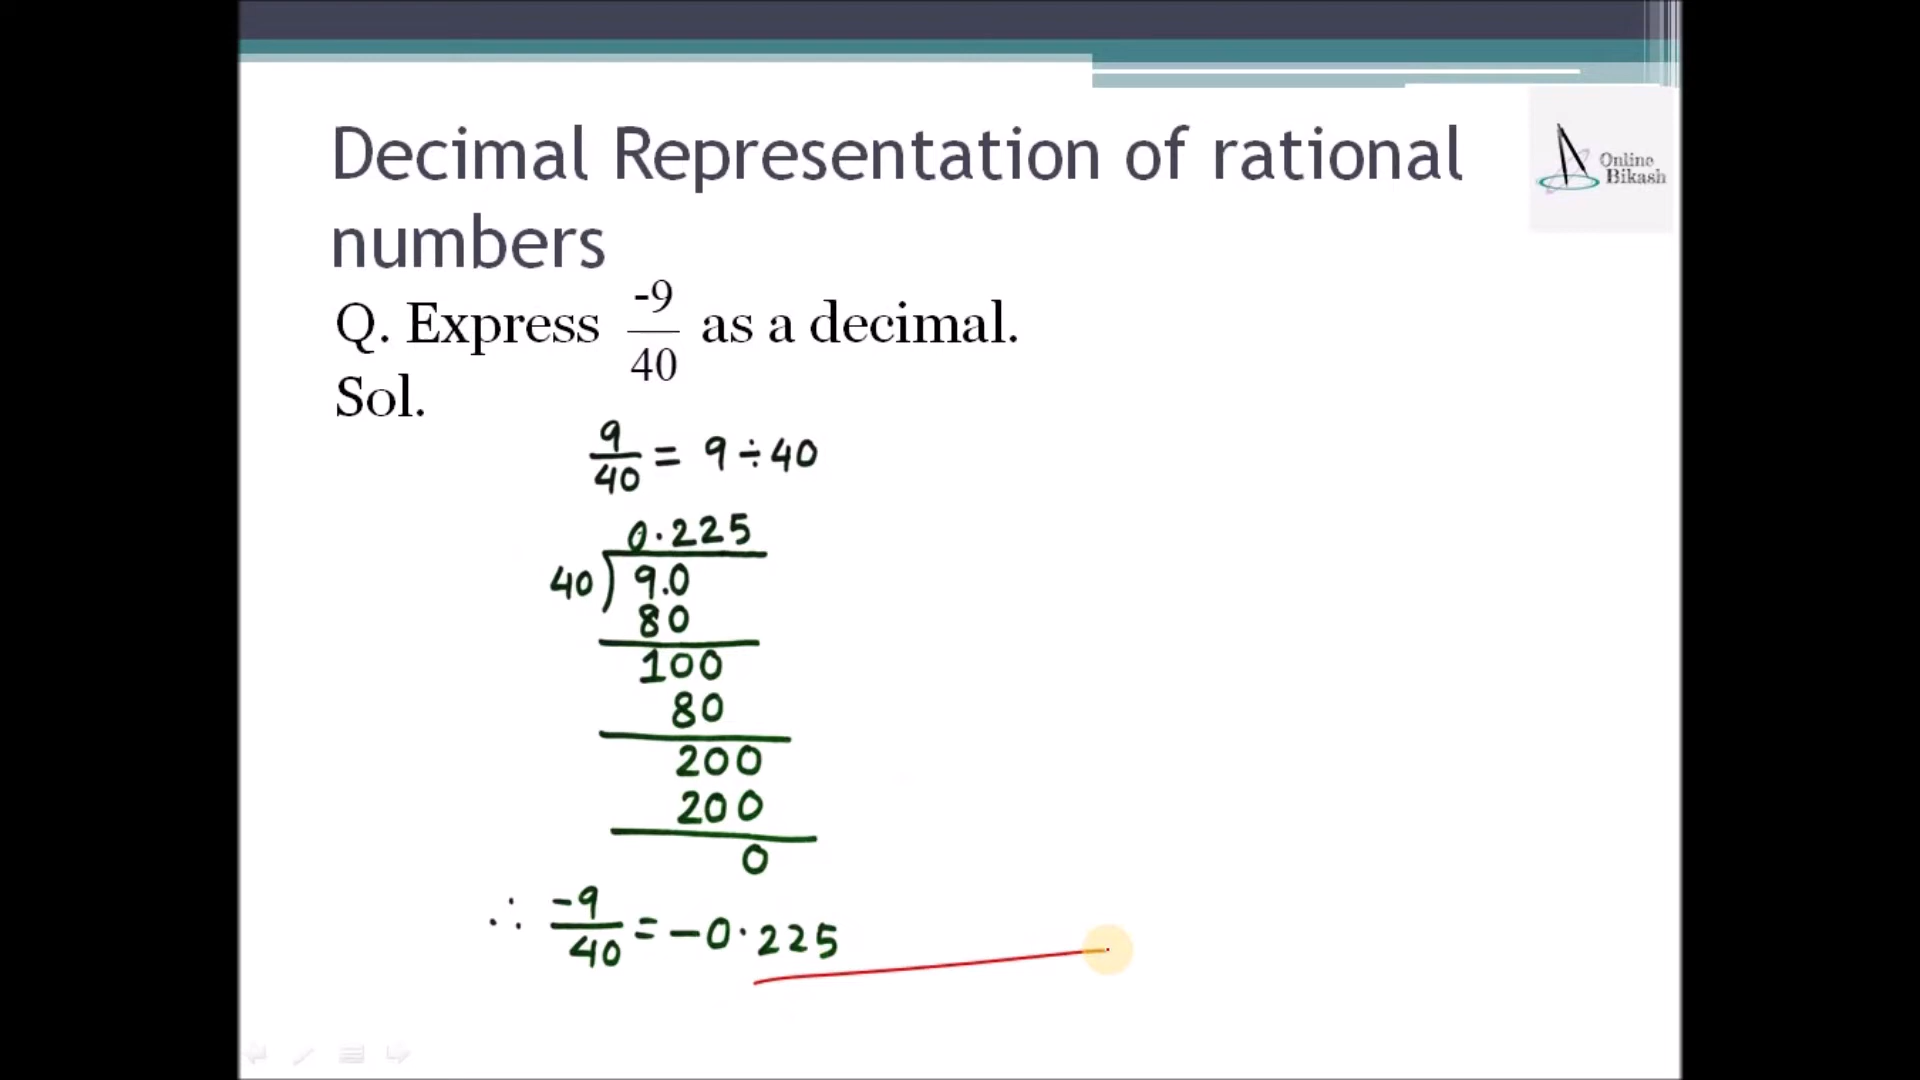 Decimal Representation of rational
numbers
Online
Bikash
Q. Express -9/40 as a decimal.
Sol.
9/40 = 9 ÷ 40
0.225
40 ) 9.0
80
100
80
200
200
0
∴ -9/40 = -0.225